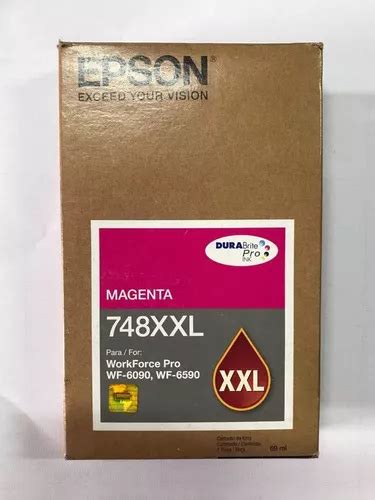 EPSON®
EXCEED YOUR VISION
DURABrite
Pro
INK
MAGENTA
748XXL
Para / For:
WorkForce Pro
WF-6090, WF-6590
XXL
69 ml